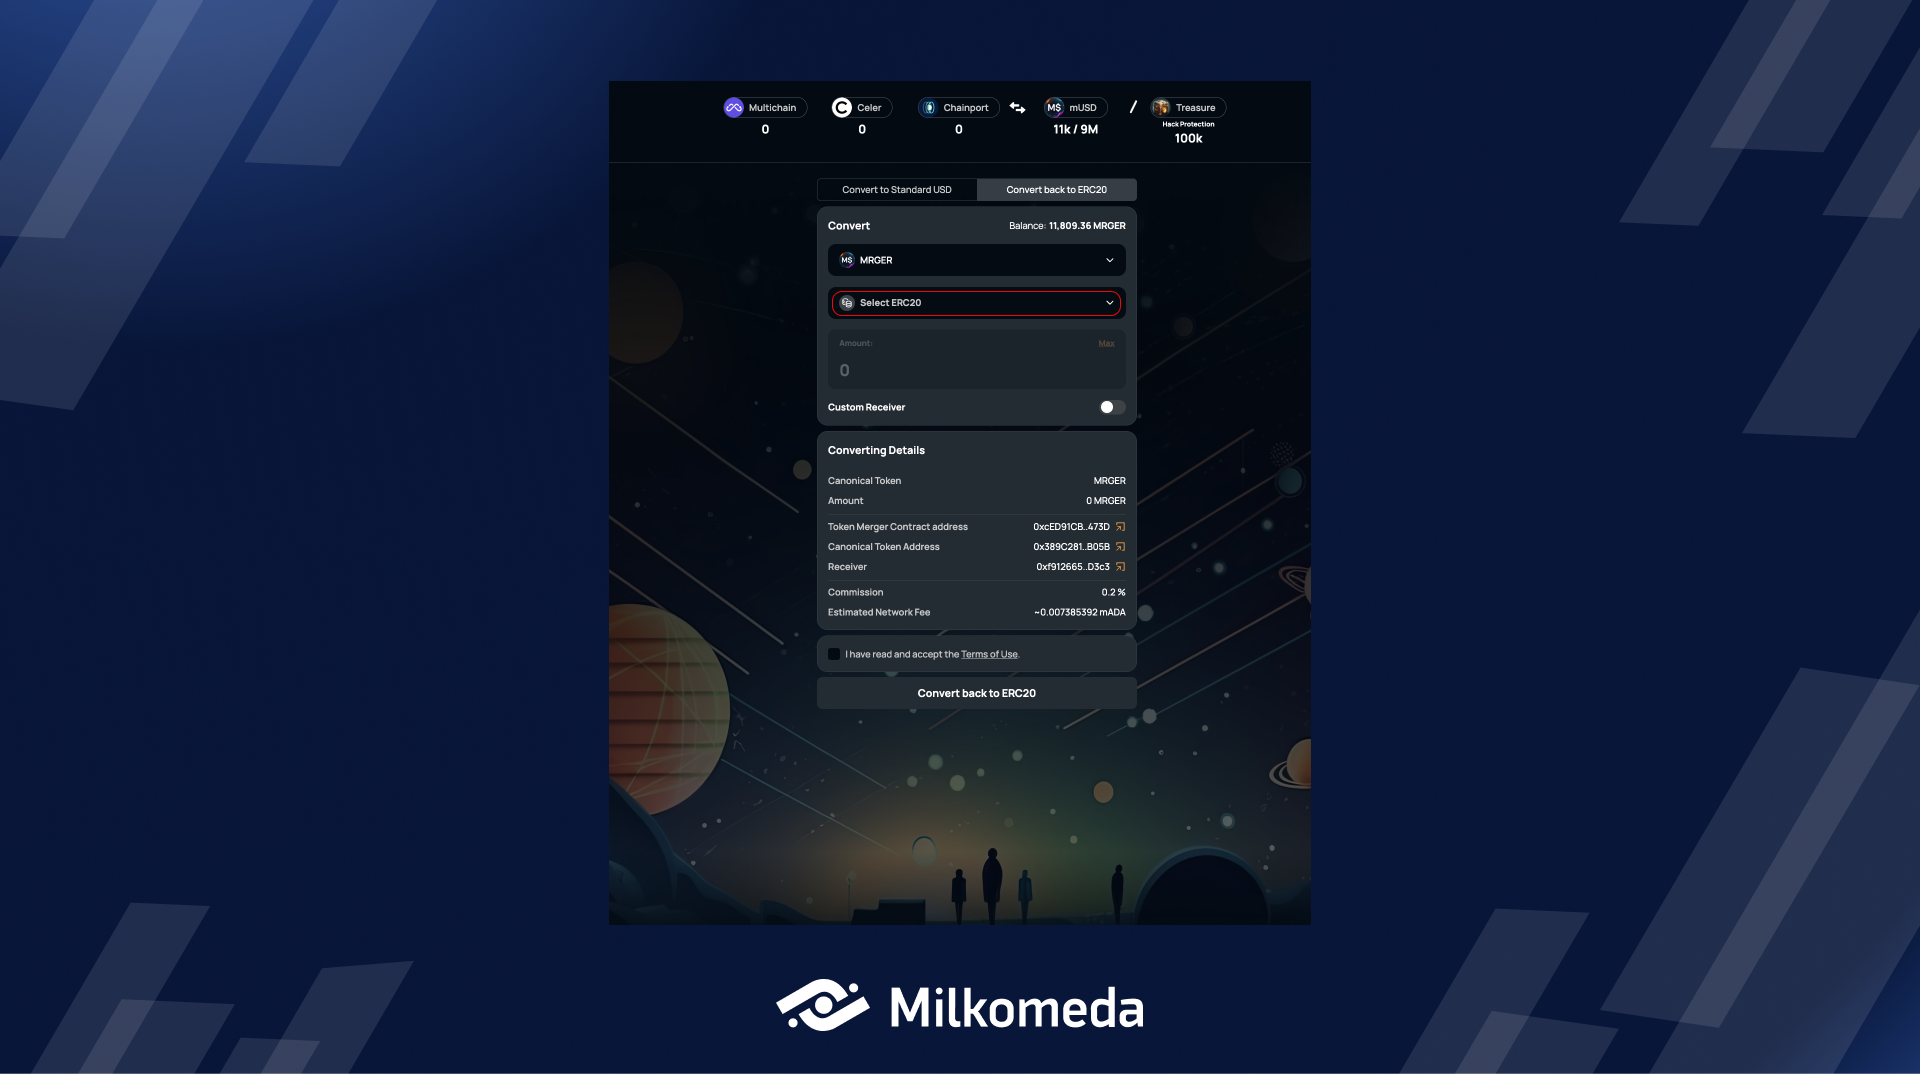 Multichain
0
Celer
0
Chainport
0
M$ mUSD
11k / 9M
/
Treasure
Hack Protection
100k
Convert to Standard USD
Convert back to ERC20
Convert
Balance: 11,809.36 MRGER
M$ MRGER
Select ERC20
Amount:
Max
0
Custom Receiver
Converting Details
Canonical Token
MRGER
Amount
0 MRGER
Token Merger Contract address
0xcED91CB..473D
Canonical Token Address
0x389C281..B05B
Receiver
0xf912665..D3c3
Commission
0.2 %
Estimated Network Fee
~0.007385392 mADA
I have read and accept the Terms of Use.
Convert back to ERC20
Milkomeda